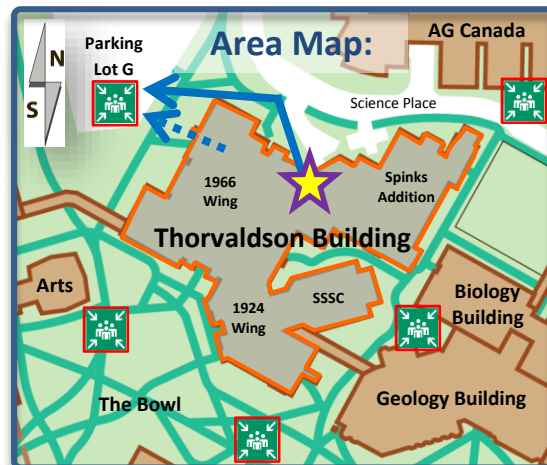 Area Map:
AG Canada
Parking
Lot G
N
S
Science Place
1966
Wing
Spinks
Addition
Thorvaldson Building
Arts
1924
Wing
SSSC
Biology
Building
The Bowl
Geology Building